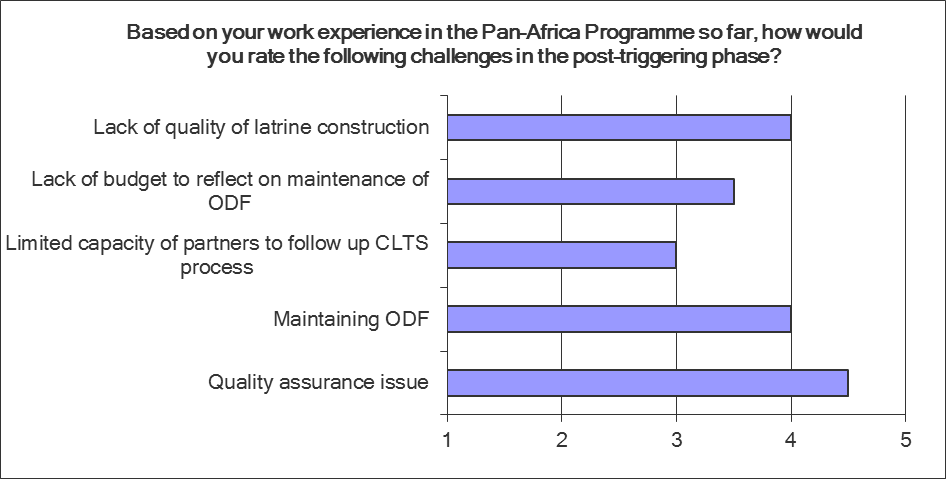 Based on your work experience in the Pan-Africa Programme so far, how would
you rate the following challenges in the post-triggering phase?
Lack of quality of latrine construction
Lack of budget to reflect on maintenance of
ODF
Limited capacity of partners to follow up CLTS
process
Maintaining ODF
Quality assurance issue
1 2 3 4 5